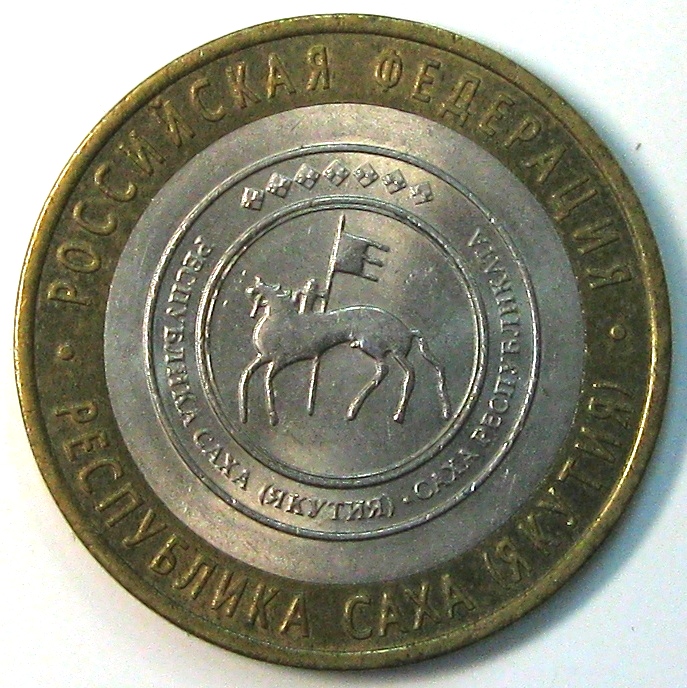 • РОССИЙСКАЯ ФЕДЕРАЦИЯ •
РЕСПУБЛИКА САХА (ЯКУТИЯ)
РЕСПУБЛИКА САХА (ЯКУТИЯ) • САХА РЕСПУБЛИКАТА